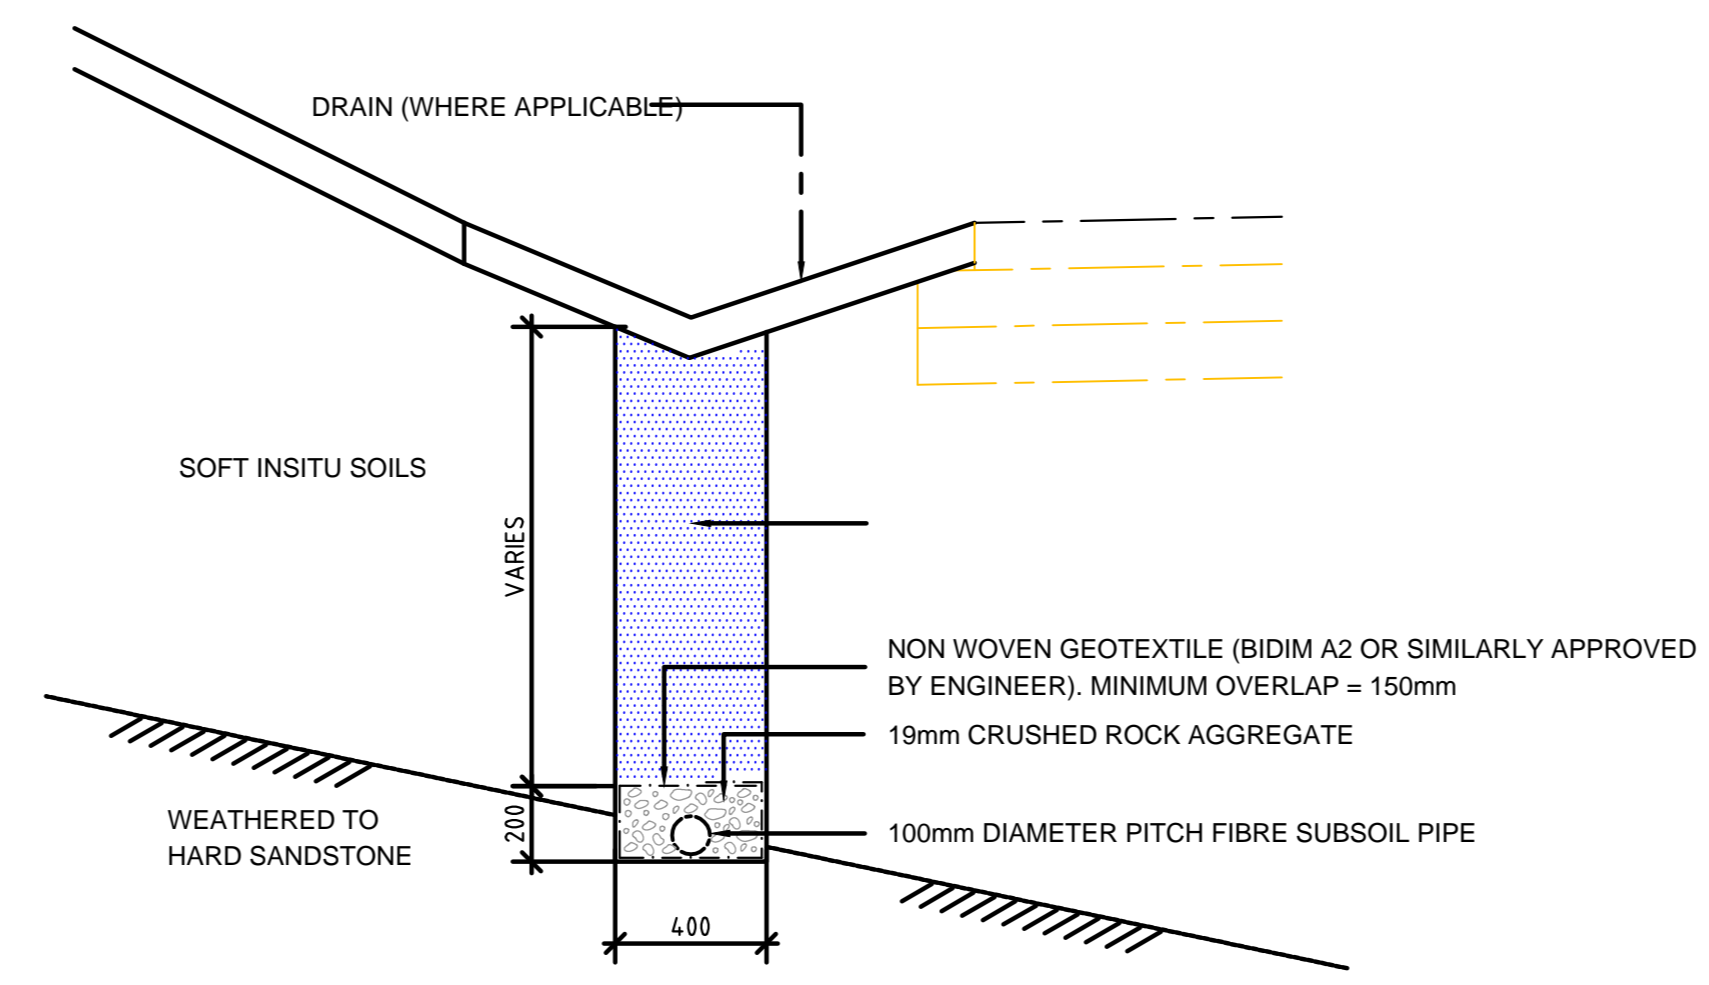 DRAIN (WHERE APPLICABLE)
SOFT INSITU SOILS
VARIES
NON WOVEN GEOTEXTILE (BIDIM A2 OR SIMILARLY APPROVED
BY ENGINEER). MINIMUM OVERLAP = 150mm
19mm CRUSHED ROCK AGGREGATE
200
WEATHERED TO
HARD SANDSTONE
100mm DIAMETER PITCH FIBRE SUBSOIL PIPE
400